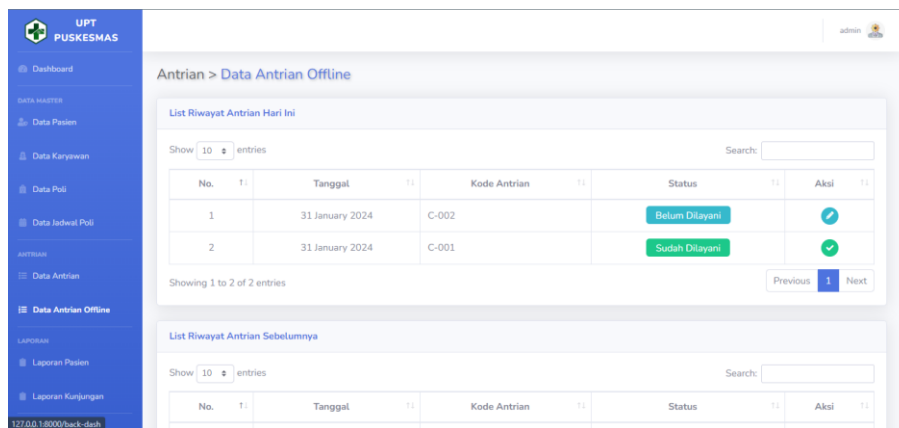 UPT
PUSKESMAS
admin
Dashboard
DATA MASTER
Data Pasien
Data Karyawan
Data Poli
Data Jadwal Poli
ANTRIAN
Data Antrian
Data Antrian Offline
LAPORAN
Laporan Pasien
Laporan Kunjungan
127.0.0.1:8000/back-dash
Antrian > Data Antrian Offline
List Riwayat Antrian Hari Ini
Show 10 entries Search:
No. Tanggal Kode Antrian Status Aksi
1 31 January 2024 C-002 Belum Dilayani
2 31 January 2024 C-001 Sudah Dilayani
Showing 1 to 2 of 2 entries Previous 1 Next
List Riwayat Antrian Sebelumnya
Show 10 entries Search:
No. Tanggal Kode Antrian Status Aksi